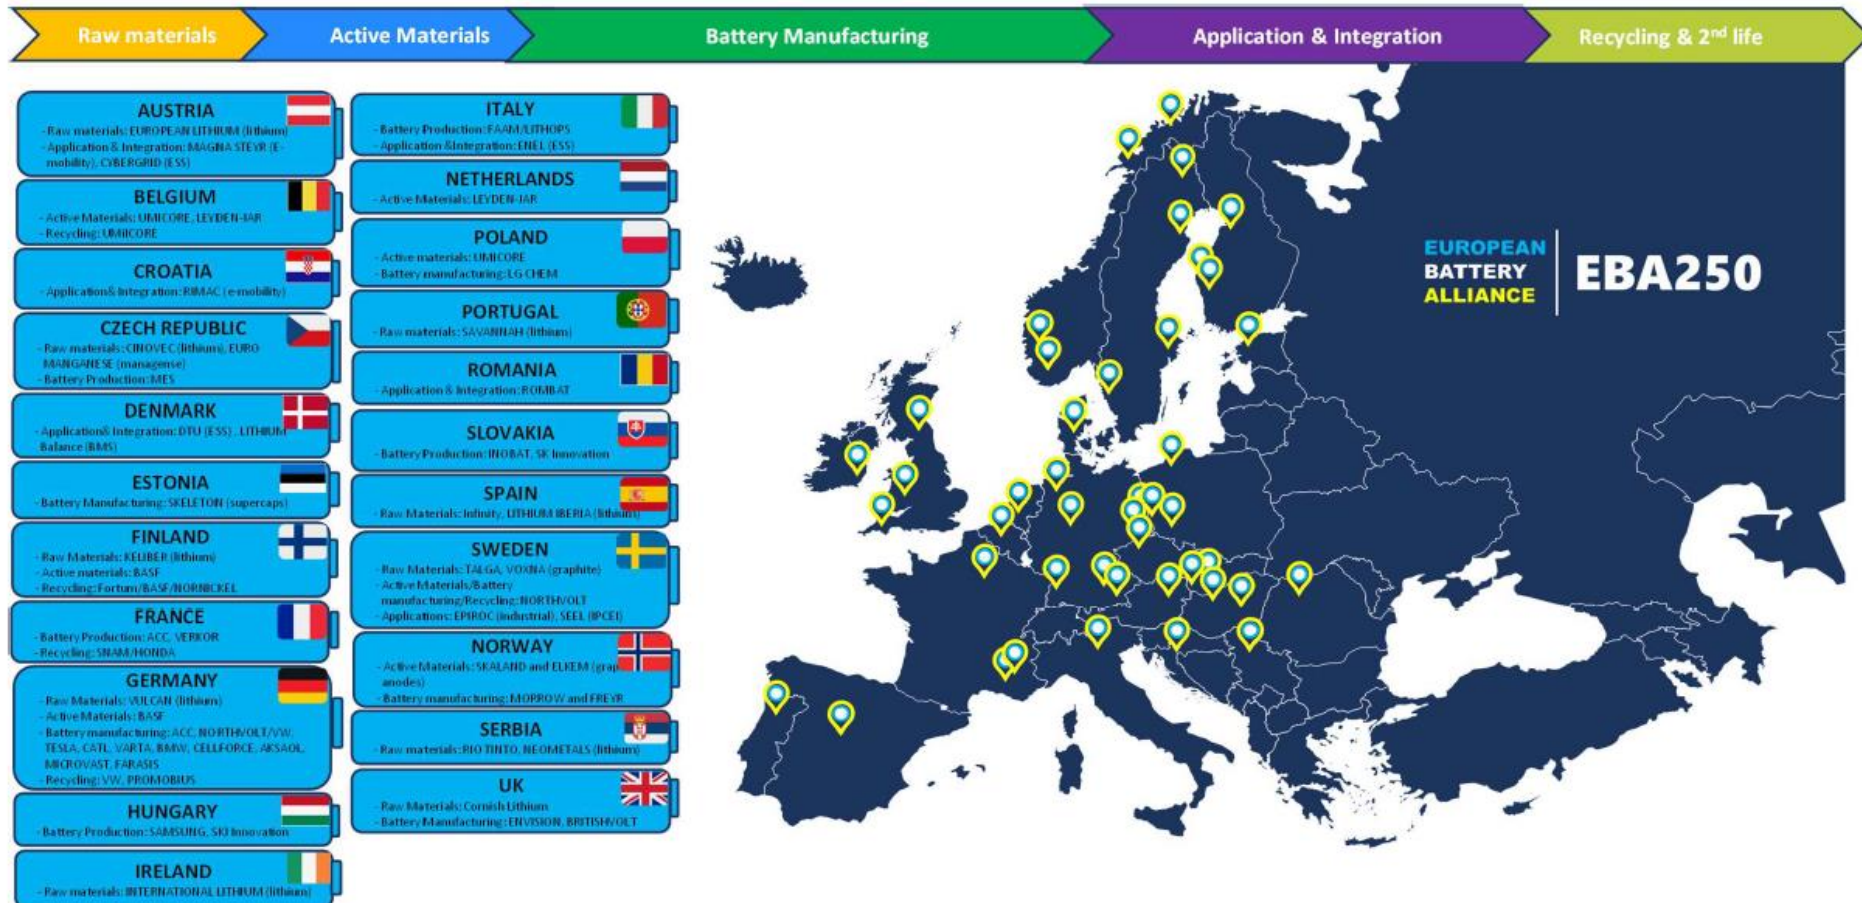 Raw materials
Active Materials
Battery Manufacturing
Application & Integration
Recycling & 2nd life
AUSTRIA
- Raw materials: EUROPEAN LITHIUM (lithium)
- Application & Integration: MAGNA STEYR (E-
mobility), CYBERGRID (ESS)
BELGIUM
- Active Materials: UMICORE, LEYDEN-JAR
- Recycling: UMIICORE
CROATIA
- Application& Integration: RIMAC (e-mobility)
CZECH REPUBLIC
- Raw materials: CINOVEC (lithium), EURO
MANGANESE (managense)
- Battery Production: MES
DENMARK
- Application& Integration: DTU (ESS) , LITHIUM
Balance (BMS)
ESTONIA
- Battery Manufacturing: SKELETON (supercaps)
FINLAND
- Raw Materials: KELIBER (lithium)
- Active materials: BASF
- Recycling: Fortum/BASF/NORNICKEL
FRANCE
- Battery Production: ACC, VERKOR
- Recycling: SNAM/HONDA
GERMANY
- Raw Materials: VULCAN (lithium)
- Active Materials: BASF
- Battery manufacturing: ACC, NORTHVOLT/VW,
TESLA, CATL, VARTA, BMW, CELLFORCE, AKSAOL,
MICROVAST, FARASIS
- Recycling: VW, PROMOBIUS
HUNGARY
- Battery Production: SAMSUNG, SKI Innovation
IRELAND
- Raw materials: INTERNATIONAL LITHIUM (lithium)
ITALY
- Battery Production: FAAM/LITHOPS
- Application &Integration: ENEL (ESS)
NETHERLANDS
- Active Materials: LEYDEN-JAR
POLAND
- Active materials: UMICORE
- Battery manufacturing: LG CHEM
PORTUGAL
- Raw materials: SAVANNAH (lithium)
ROMANIA
- Application & Integration: ROMBAT
SLOVAKIA
- Battery Production: INOBAT, SK Innovation
SPAIN
- Raw Materials: Infinity, LITHIUM IBERIA (lithium)
SWEDEN
- Raw Materials: TALGA, VOXNA (graphite)
- Active Materials/Battery
manufacturing/Recycling: NORTHVOLT
- Applications: EPIROC (industrial), SEEL (IPCEI)
NORWAY
- Active Materials: SKALAND and ELKEM (grap
anodes)
- Battery manufacturing: MORROW and FREYR
SERBIA
- Raw materials: RIO TINTO, NEOMETALS (lithium)
UK
- Raw Materials: Cornish Lithium
- Battery Manufacturing: ENVISION, BRITISHVOLT
EUROPEAN
BATTERY
ALLIANCE
EBA250